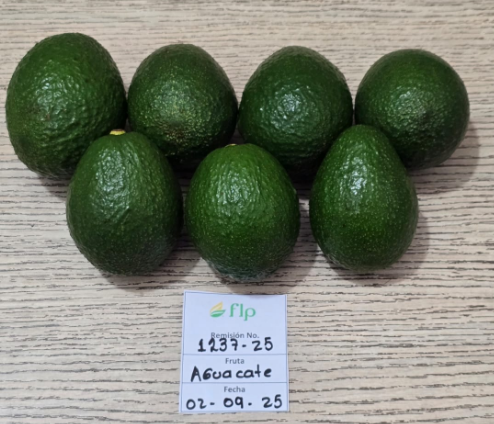 flp
Remisión No.
1237-25
Fruta
Aguacate
Fecha
02-09-25